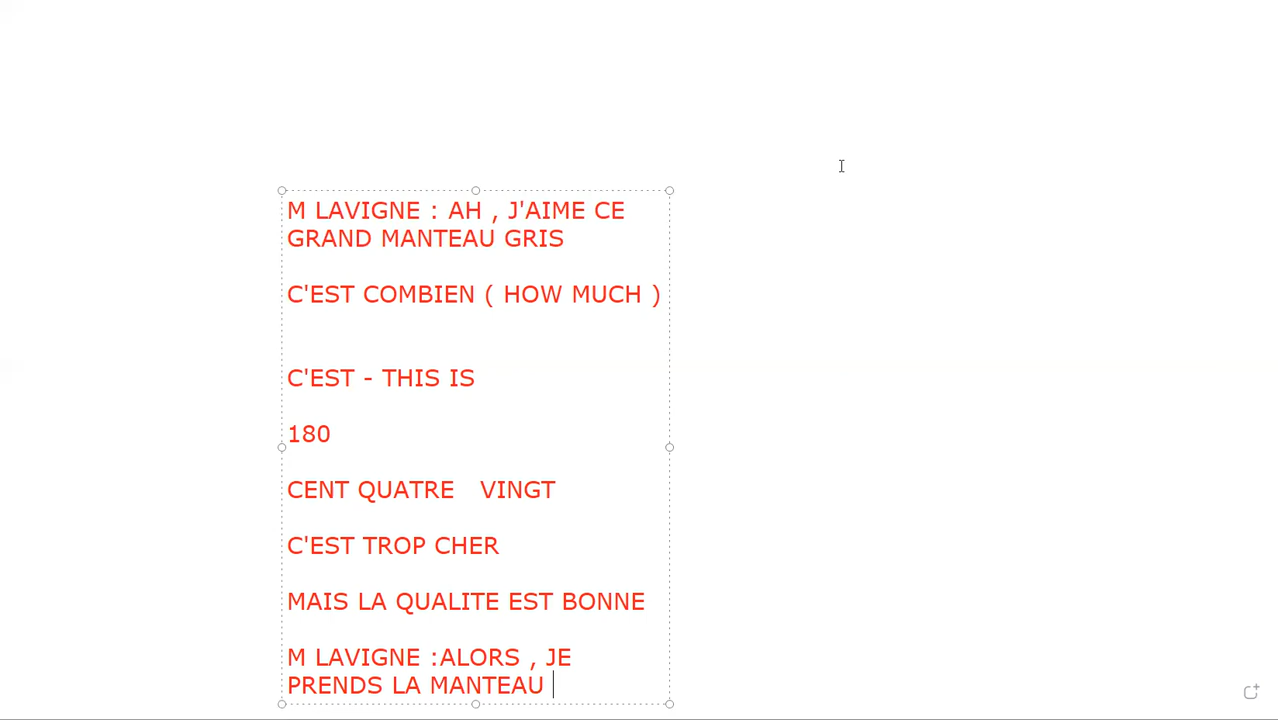 M LAVIGNE : AH , J'AIME CE
GRAND MANTEAU GRIS
C'EST COMBIEN ( HOW MUCH )
C'EST - THIS IS
180
CENT QUATRE   VINGT
C'EST TROP CHER
MAIS LA QUALITE EST BONNE
M LAVIGNE :ALORS , JE
PRENDS LA MANTEAU